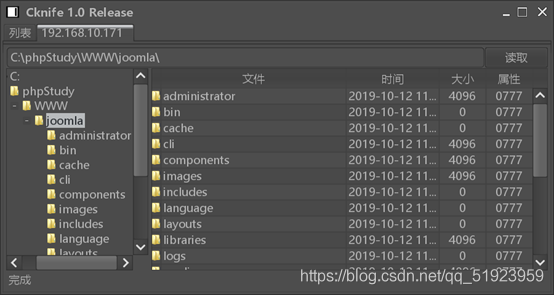 Cknife 1.0 Release
列表 192.168.10.171
C:\phpStudy\WWW\joomla\ 读取
C:
phpStudy
WWW
joomla
administrator
bin
cache
cli
components
images
includes
language
layouts
文件 时间 大小 属性
administrator 2019-10-12 11... 4096 0777
bin 2019-10-12 11... 0 0777
cache 2019-10-12 11... 0 0777
cli 2019-10-12 11... 4096 0777
components 2019-10-12 11... 4096 0777
images 2019-10-12 11... 4096 0777
includes 2019-10-12 11... 0 0777
language 2019-10-12 11... 0 0777
layouts 2019-10-12 11... 0 0777
libraries 2019-10-12 11... 4096 0777
logs 2019-10-12 11... 0 0777
完成
https://blog.csdn.net/qq_51923959